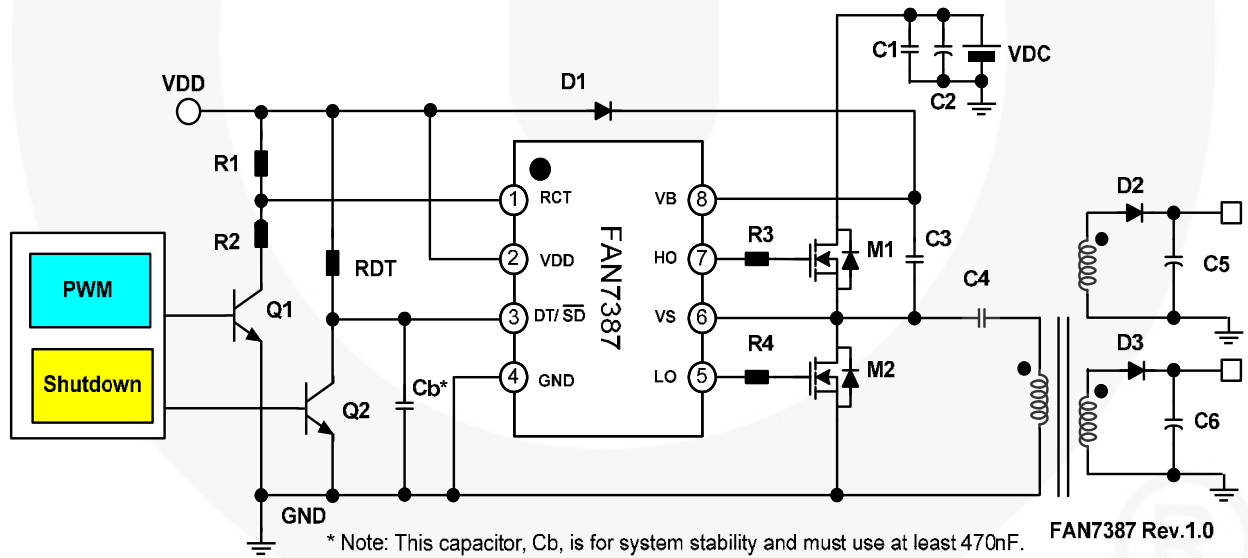 C1
VDC
C2
VDD
D1
R1
R2
RDT
PWM
Shutdown
Q1
Q2
Cb*
1 RCT
2 VDD
3 DT/ SD
4 GND
FAN7387
VB 8
HO 7
VS 6
LO 5
R3
R4
M1
M2
C3
C4
D2
C5
D3
C6
GND
* Note: This capacitor, Cb, is for system stability and must use at least 470nF.
FAN7387 Rev.1.0